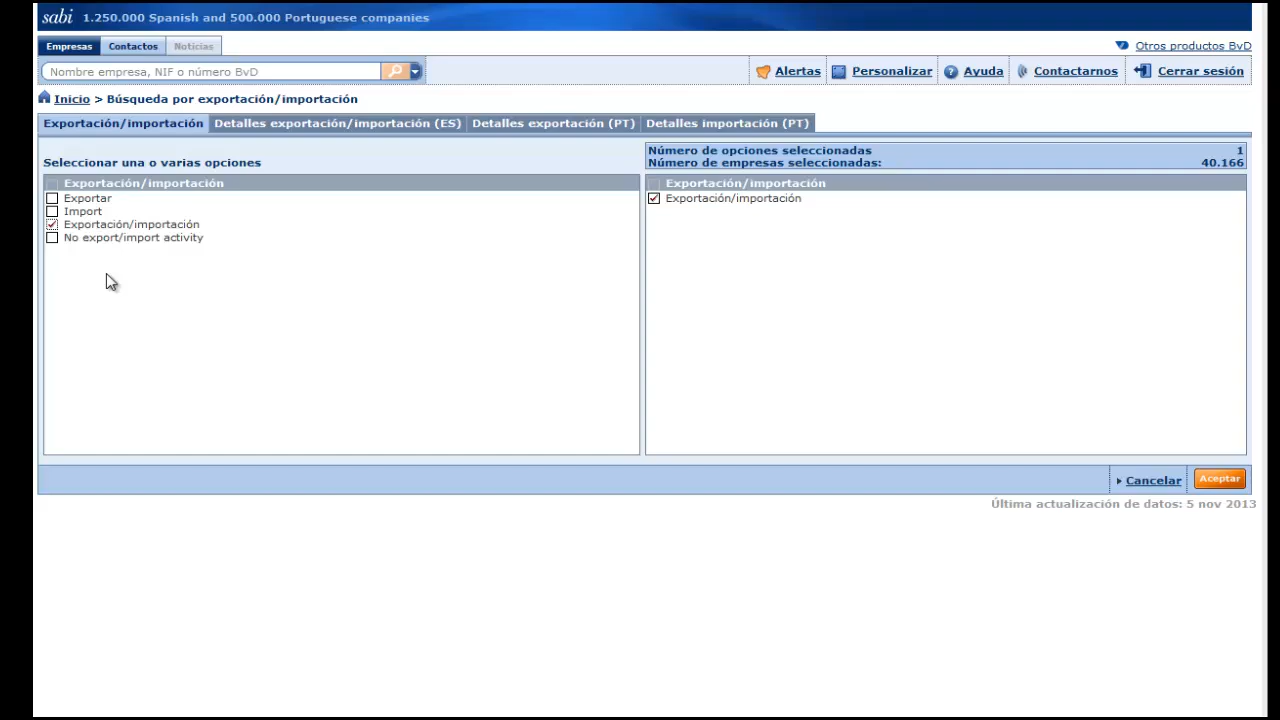 sabi 1.250.000 Spanish and 500.000 Portuguese companies
Empresas Contactos Noticias
Otros productos BvD
Nombre empresa, NIF o número BvD
Alertas Personalizar Ayuda Contactarnos Cerrar sesión
Inicio > Búsqueda por exportación/importación
Exportación/importación Detalles exportación/importación (ES) Detalles exportación (PT) Detalles importación (PT)
Seleccionar una o varias opciones
Exportación/importación
Exportar
Import
Exportación/importación
No export/import activity
Número de opciones seleccionadas 1
Número de empresas seleccionadas: 40.166
Exportación/importación
Exportación/importación
Cancelar Aceptar
Última actualización de datos: 5 nov 2013